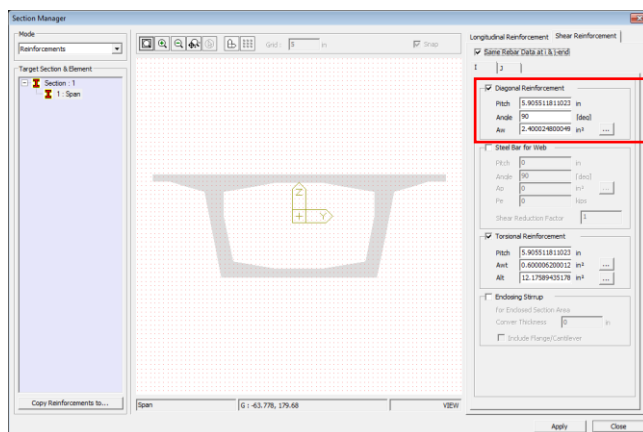 Section Manager
Mode
Reinforcements
Target Section & Element
Section : 1
1 : Span
Copy Reinforcements to...
Grid : 5 in
Snap
Z
Y
Span
G : -63.778, 179.68
VIEW
Longitudinal Reinforcement Shear Reinforcement
Same Rebar Data at i & j-end
I J
Diagonal Reinforcement
Pitch 5.905511811023 in
Angle 90 [deg]
Aw 2.400024800049 in² ...
Steel Bar for Web
Pitch 0 in
Angle 90 [deg]
Ap 0 in² ...
Pe 0 kips
Shear Reduction Factor 1
Torsional Reinforcement
Pitch 5.905511811023 in
Awt 0.600006200012 in² ...
Alt 12.17589435178 in² ...
Enclosing Stirrup
for Enclosed Section Area
Conver Thickness 0 in
Include Flange/Cantilever
Apply Close